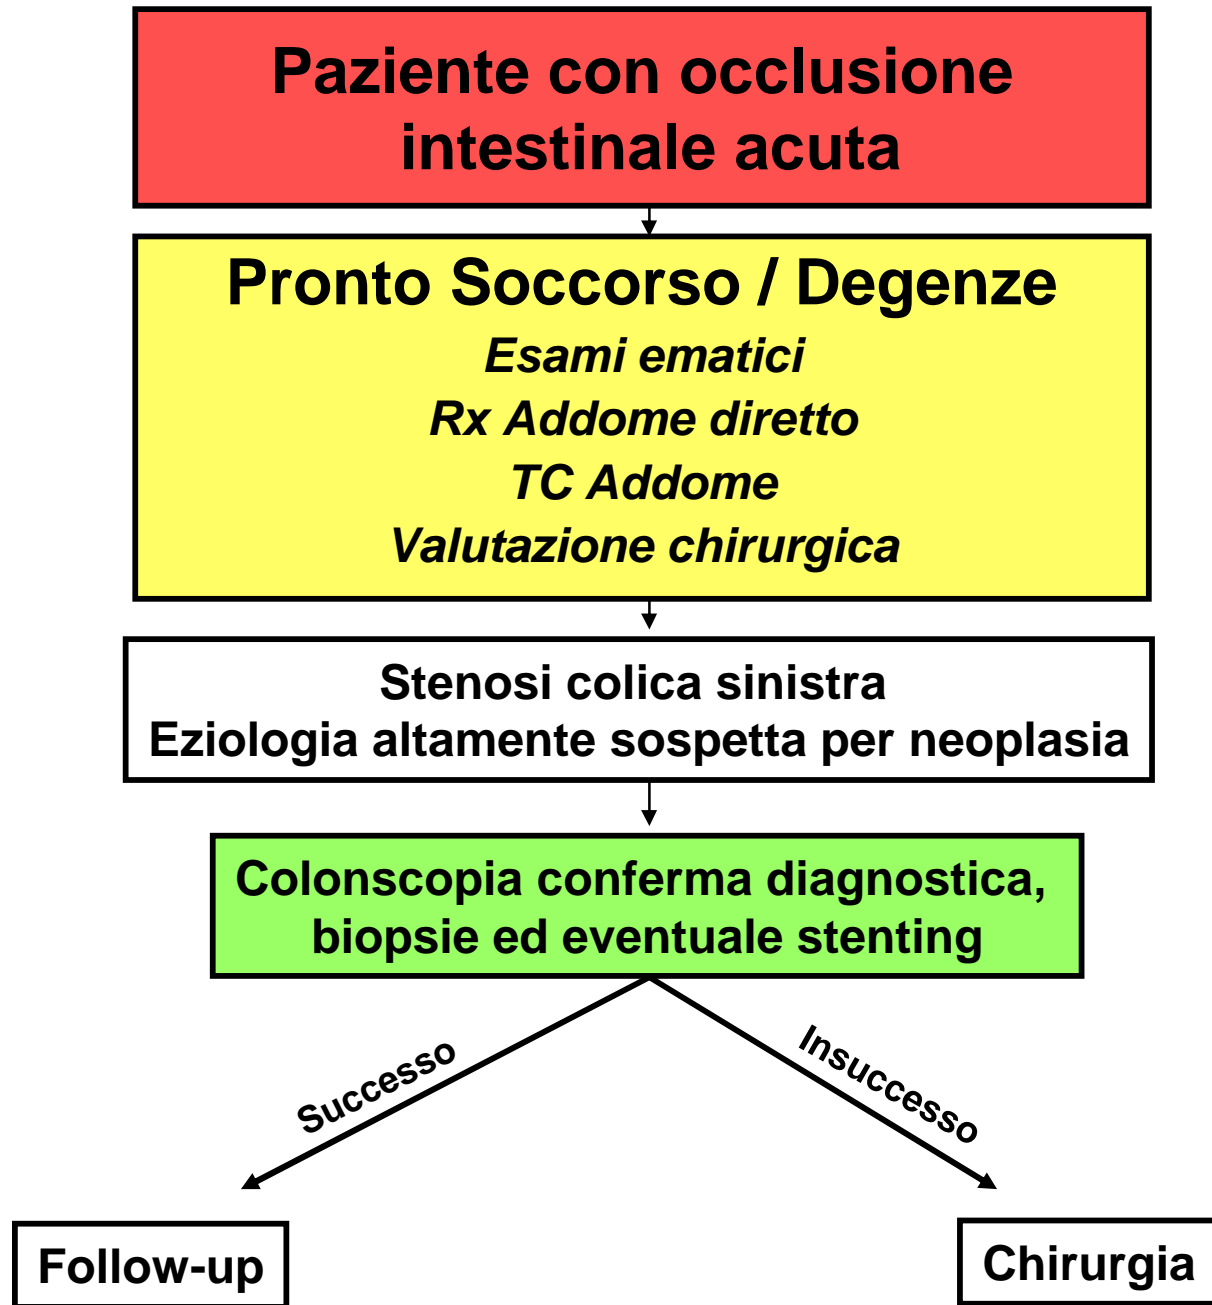 Paziente con occlusione
intestinale acuta
Pronto Soccorso / Degenze
Esami ematici
Rx Addome diretto
TC Addome
Valutazione chirurgica
Stenosi colica sinistra
Eziologia altamente sospetta per neoplasia
Colonscopia conferma diagnostica,
biopsie ed eventuale stenting
Successo
Insuccesso
Follow-up
Chirurgia